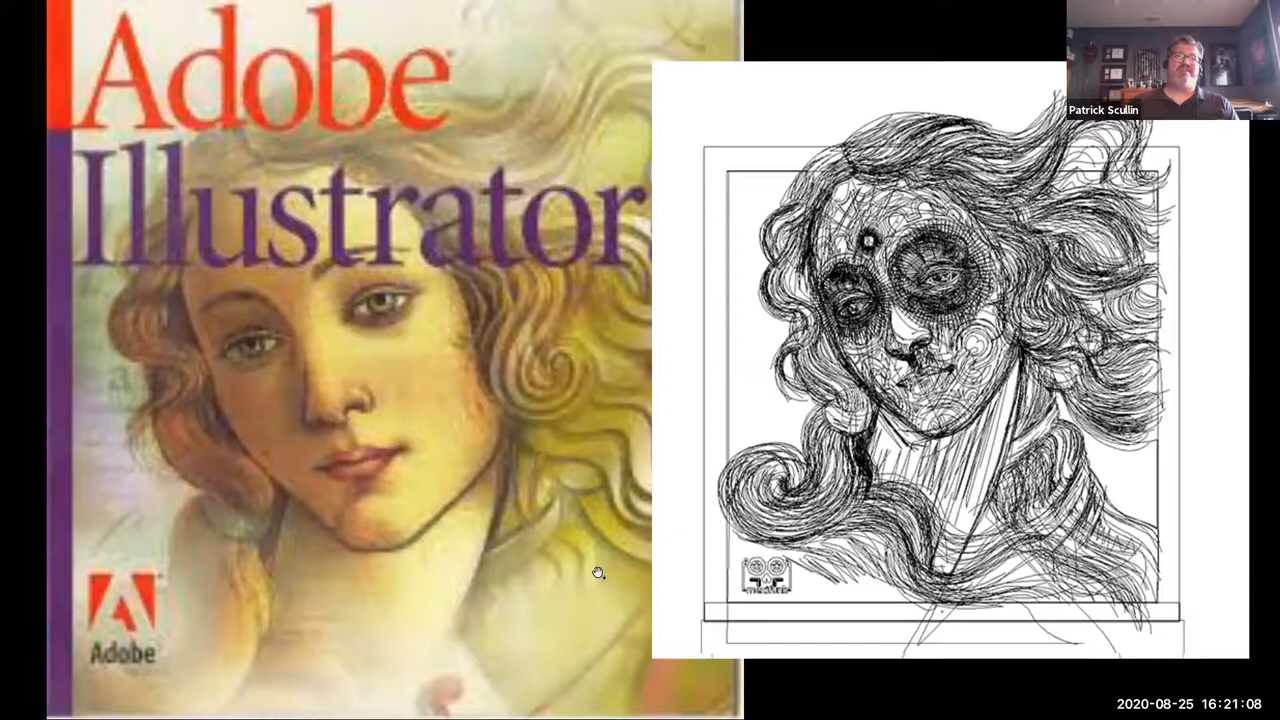 Adobe
Illustrator
Adobe
Patrick Scullin
2020-08-25 16:21:08